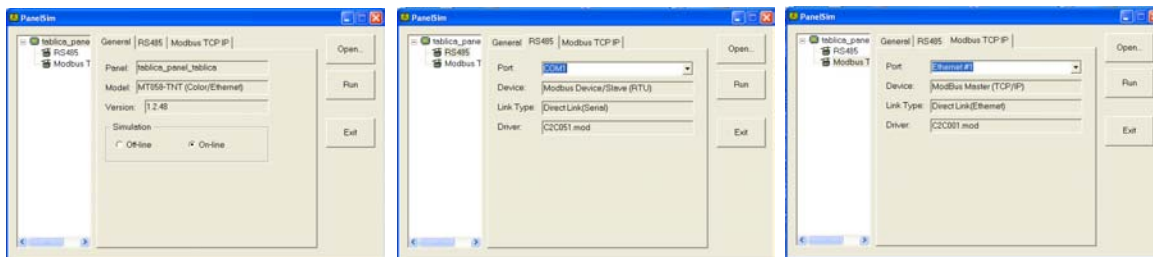 PanelSim
tablica_pane
RS485
Modbus T
General RS485 Modbus TCP IP
Panel: tablica_panel_tablica
Model: MT058-TNT (Color/Ethernet)
Version: 1.2.48
Simulation
Off-line On-line
Open...
Run
Exit
PanelSim
tablica_pane
RS485
Modbus T
General RS485 Modbus TCP IP
Port: COM1
Device: Modbus Device/Slave (RTU)
Link Type: Direct Link(Serial)
Driver: C2C051.mod
Open...
Run
Exit
PanelSim
tablica_pane
RS485
Modbus T
General RS485 Modbus TCP IP
Port: Ethernet #1
Device: ModBus Master (TCP/IP)
Link Type: Direct Link(Ethernet)
Driver: C2C001.mod
Open...
Run
Exit